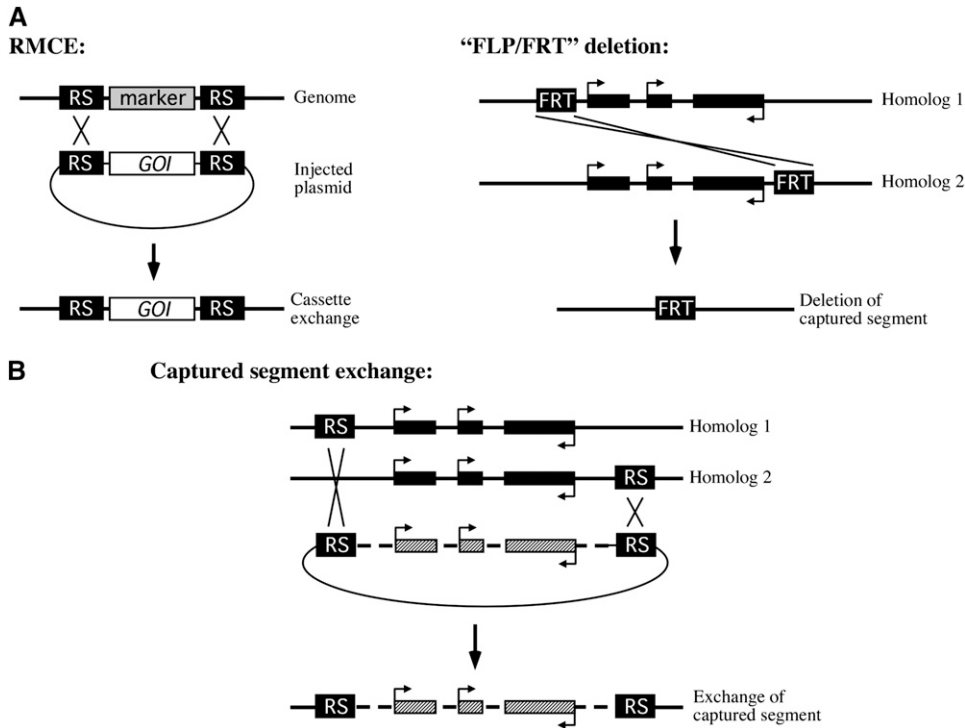 A
RMCE:
RS marker RS
Genome
RS GOI RS
Injected
plasmid
RS GOI RS
Cassette
exchange
“FLP/FRT” deletion:
FRT
Homolog 1
Homolog 2
FRT
FRT
Deletion of
captured segment
B
Captured segment exchange:
RS
Homolog 1
Homolog 2
RS
RS RS
RS RS
Exchange of
captured segment